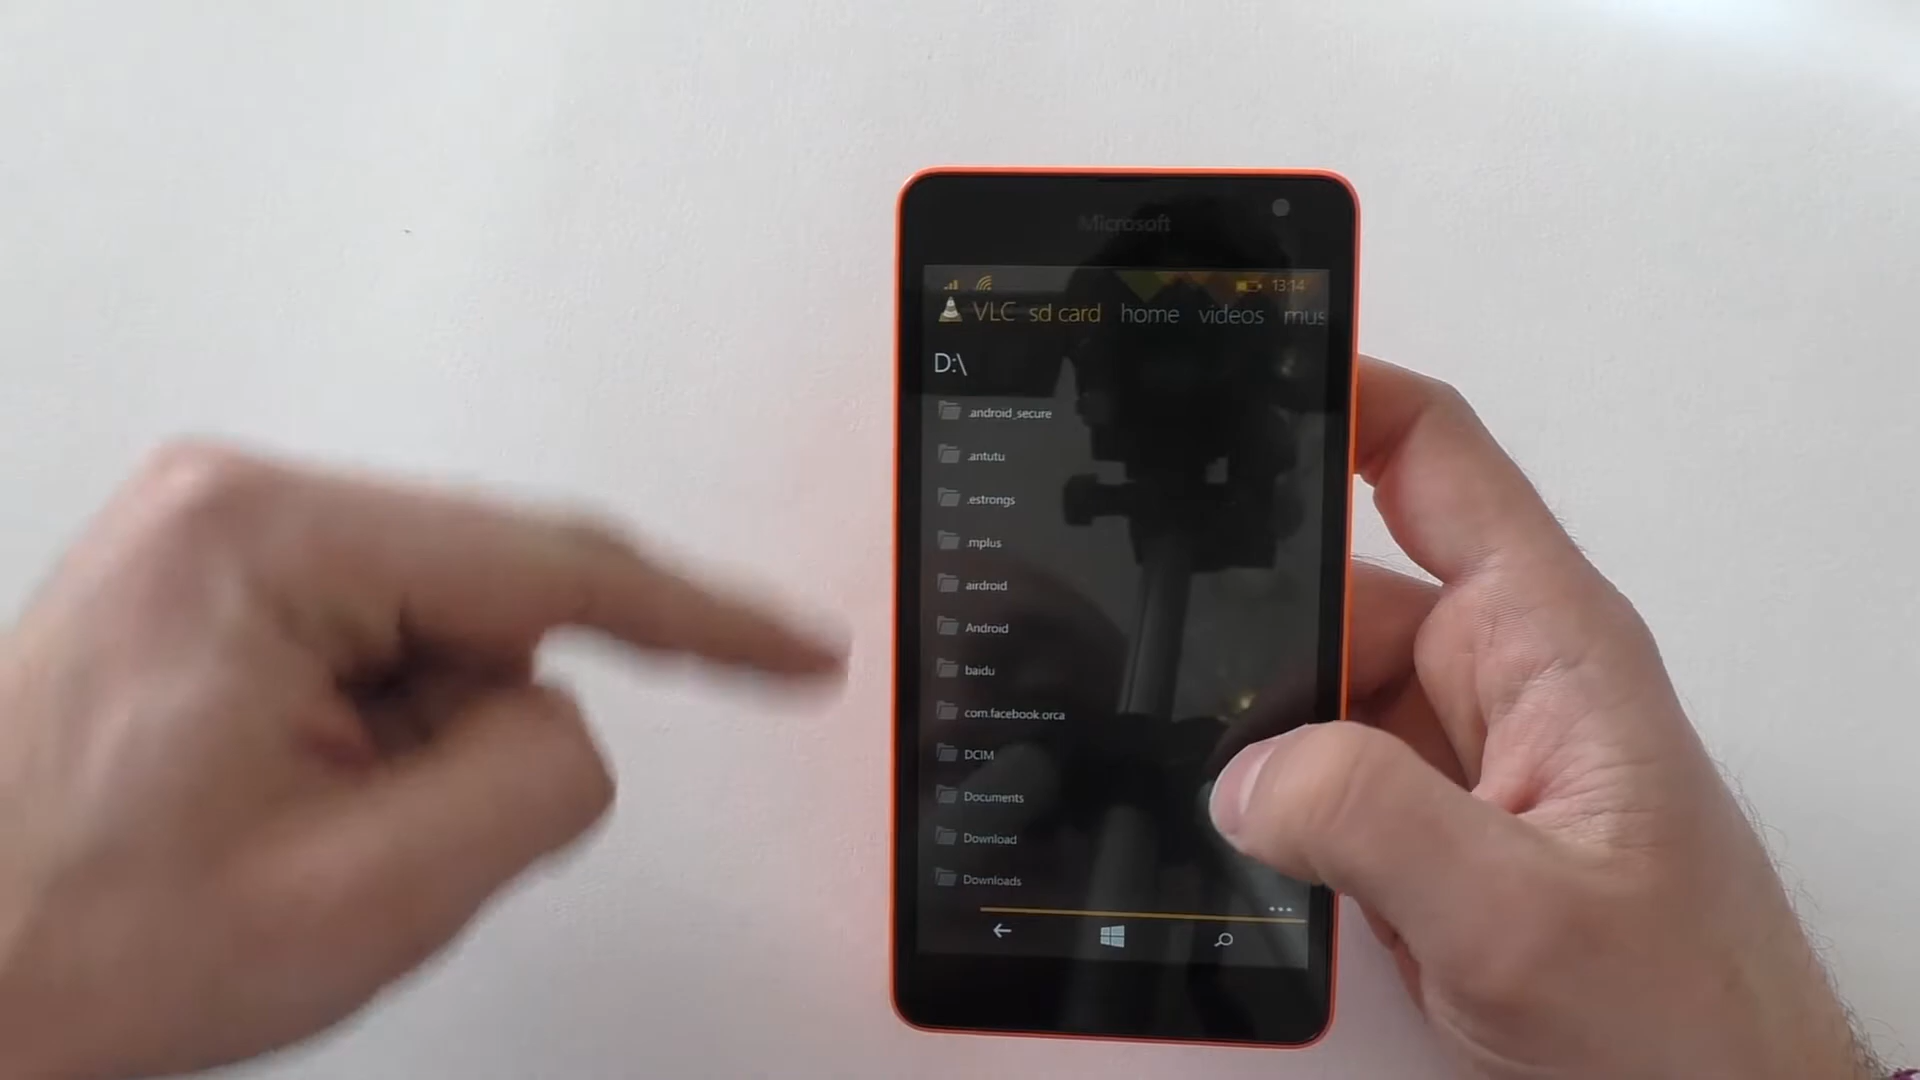 Microsoft
13:14
VLC sd card home videos mus
D:\
.android_secure
.antutu
.estrongs
.mplus
airdroid
Android
baidu
com.facebook.orca
DCIM
Documents
Download
Downloads